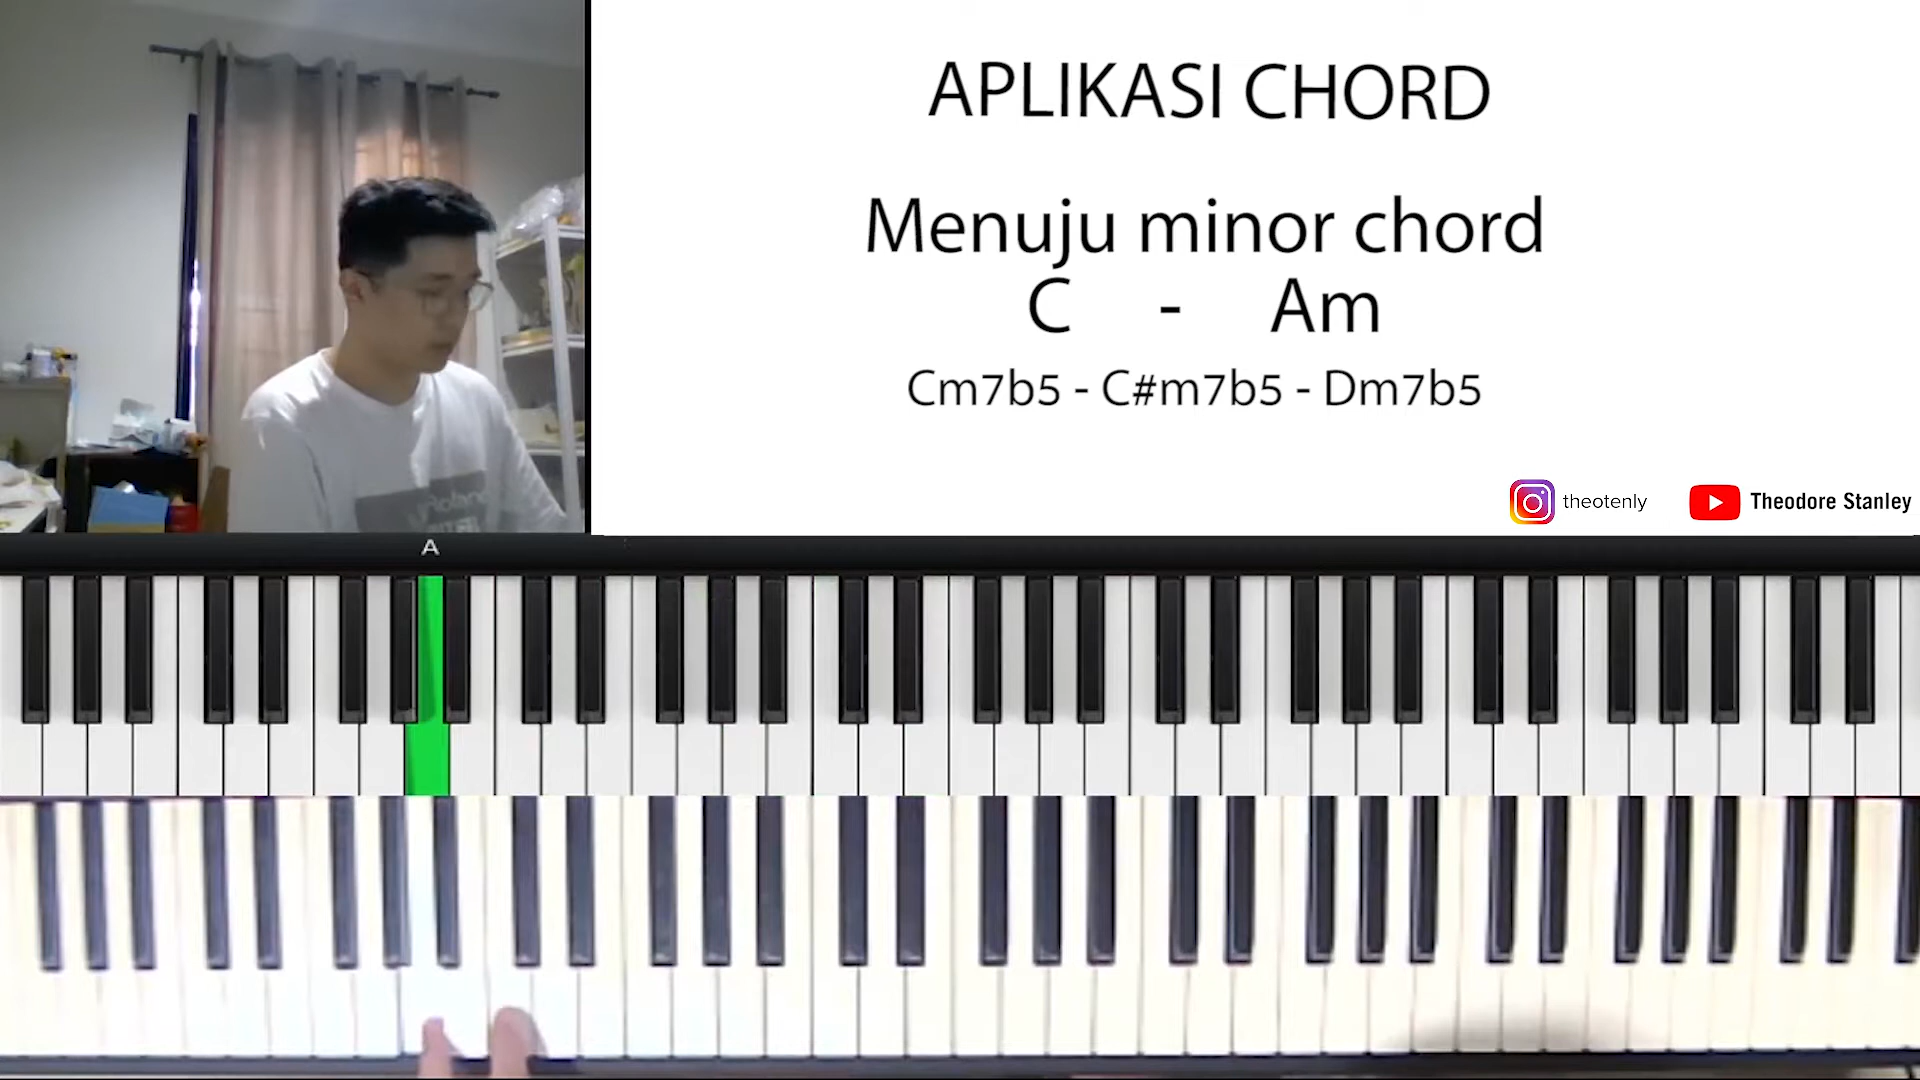 APLIKASI CHORD
Menuju minor chord
C - Am
Cm7b5 - C#m7b5 - Dm7b5
theotenly
Theodore Stanley
A